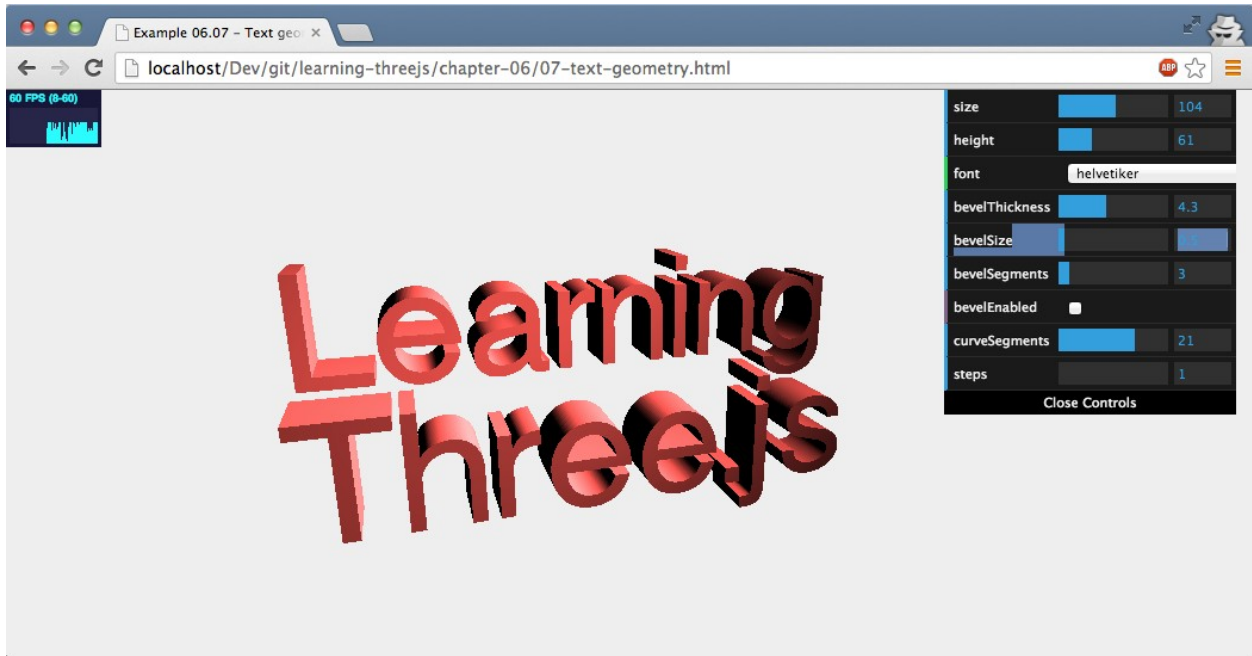 Example 06.07 – Text geo
localhost/Dev/git/learning-threejs/chapter-06/07-text-geometry.html
ABP
60 FPS (8-60)
size 104
height 61
font helvetiker
bevelThickness 4.3
bevelSize
bevelSegments 3
bevelEnabled
curveSegments 21
steps 1
Close Controls
Learning
Threejs